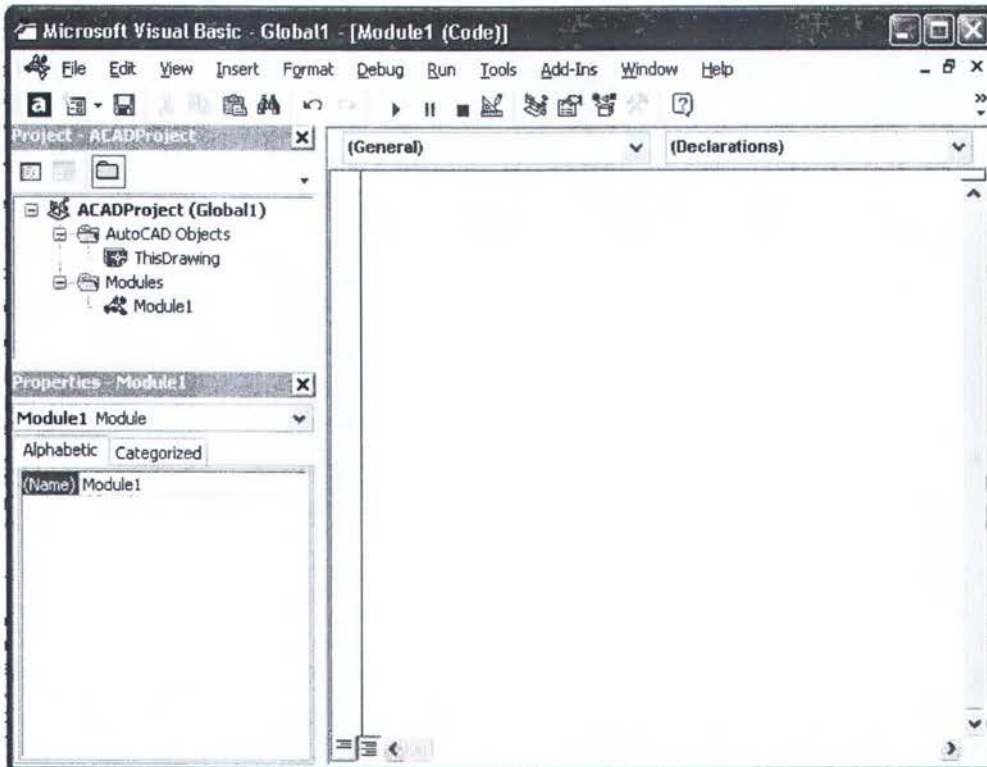 Microsoft Visual Basic - Global1 - [Module1 (Code)]
File Edit View Insert Format Debug Run Tools Add-Ins Window Help
Project - ACADProject
(General) (Declarations)
ACADProject (Global1)
AutoCAD Objects
ThisDrawing
Modules
Module1
Properties - Module1
Module1 Module
Alphabetic Categorized
(Name) Module1